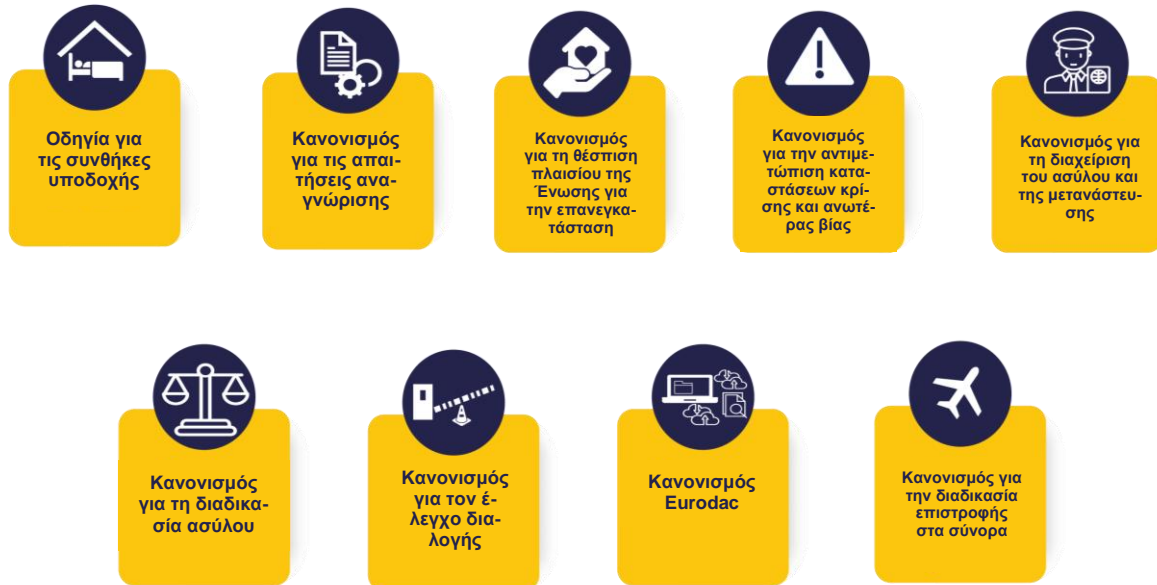 Οδηγία για
τις συνθήκες
υποδοχής
Κανονισμός
για τις απαι-
τήσεις ανα-
γνώρισης
Κανονισμός
για τη θέσπιση
πλαισίου της
Ένωσης για
την επανεγκα-
τάσταση
Κανονισμός
για την αντιμε-
τώπιση κατα-
στάσεων κρί-
σης και ανωτέ-
ρας βίας
Κανονισμός για
τη διαχείριση
του ασύλου και
της μετανάστευ-
σης
Κανονισμός
για τη διαδικα-
σία ασύλου
Κανονισμός
για τον έ-
λεγχο δια-
λογής
Κανονισμός
Eurodac
Κανονισμός για
την διαδικασία
επιστροφής
στα σύνορα